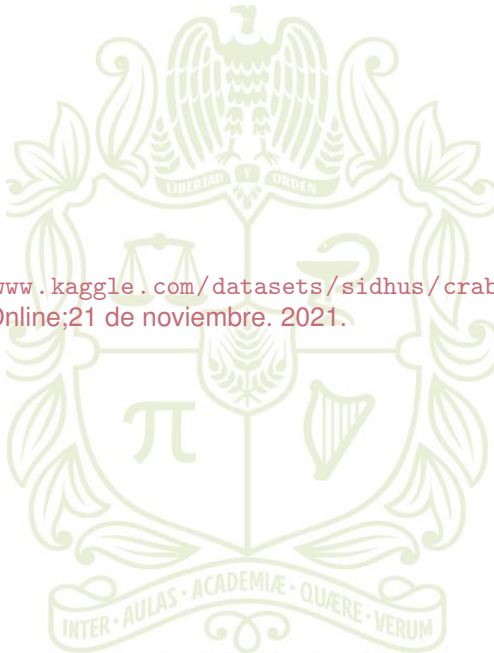 LIBERTAD Y ORDEN
www.kaggle.com/datasets/sidhus/crab
Online;21 de noviembre. 2021.
π
INTER · AULAS · ACADEMIÆ · QUÆRE · VERUM